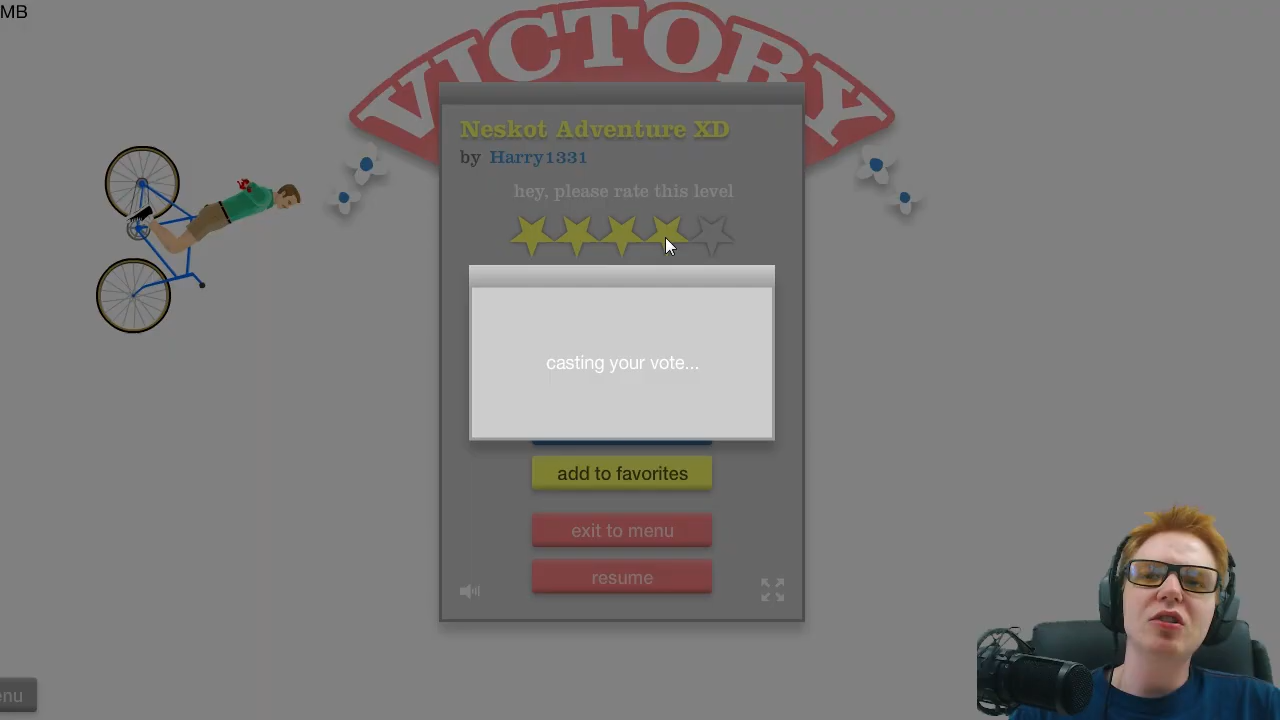 MB
VICTORY
Neskot Adventure XD
by Harry1331
hey, please rate this level
casting your vote...
add to favorites
exit to menu
resume
enu